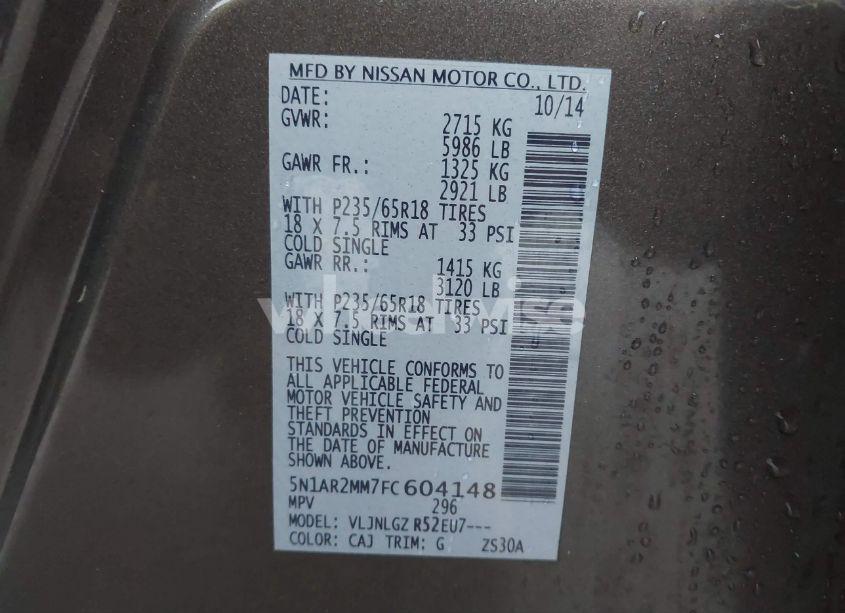 MFD BY NISSAN MOTOR CO., LTD.
DATE: 10/14
GVWR: 2715 KG
5986 LB
GAWR FR.: 1325 KG
2921 LB
WITH P235/65R18 TIRES
18 X 7.5 RIMS AT 33 PSI
COLD SINGLE
GAWR RR.: 1415 KG
3120 LB
WITH P235/65R18 TIRES
18 X 7.5 RIMS AT 33 PSI
COLD SINGLE
THIS VEHICLE CONFORMS TO
ALL APPLICABLE FEDERAL
MOTOR VEHICLE SAFETY AND
THEFT PREVENTION
STANDARDS IN EFFECT ON
THE DATE OF MANUFACTURE
SHOWN ABOVE.
5N1AR2MM7FC604148
MPV 296
MODEL: VLJNLGZ R52EU7---
COLOR: CAJ TRIM: G ZS30A